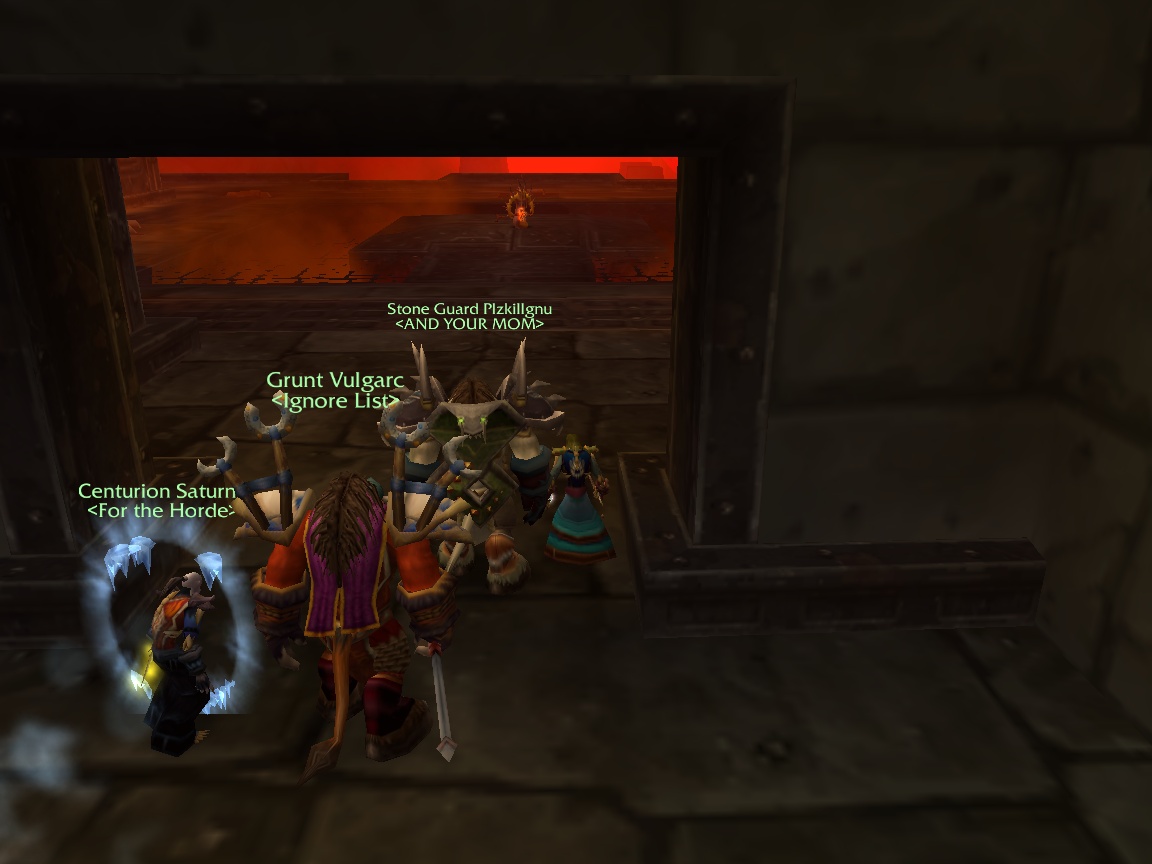 Stone Guard Plzkillgnu
<AND YOUR MOM>
Grunt Vulgarc
<Ignore List>
Centurion Saturn
<For the Horde>